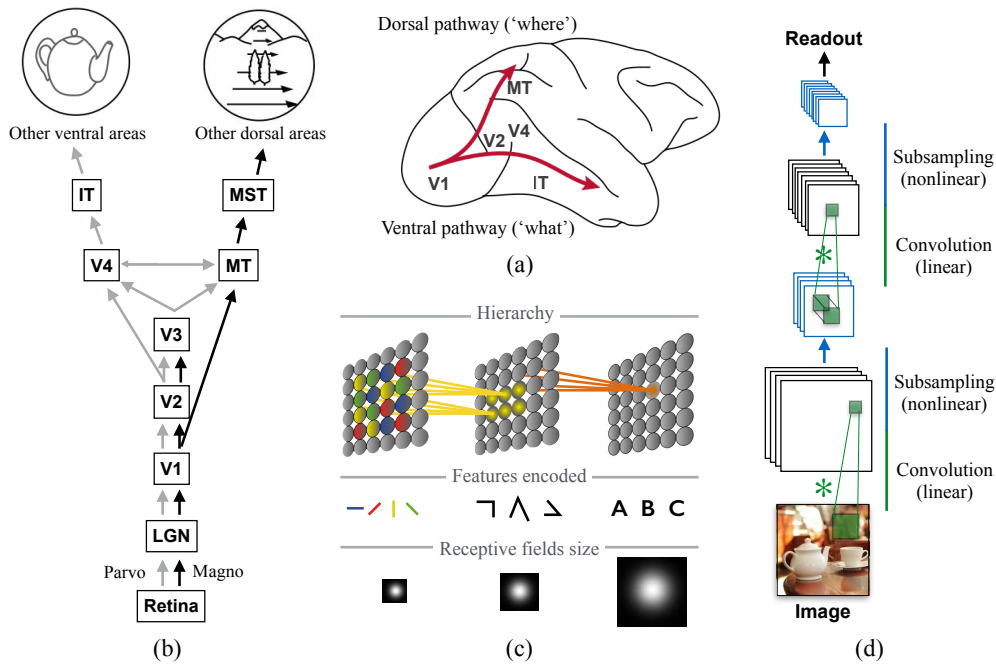 Other ventral areas
Other dorsal areas
IT
MST
V4
MT
V3
V2
V1
LGN
Parvo
Magno
Retina
(b)
Dorsal pathway (‘where’)
MT
V2
V4
V1
IT
Ventral pathway (‘what’)
(a)
Hierarchy
Features encoded
A B C
Receptive fields size
(c)
Readout
Subsampling
(nonlinear)
Convolution
(linear)
*
Subsampling
(nonlinear)
Convolution
(linear)
*
Image
(d)